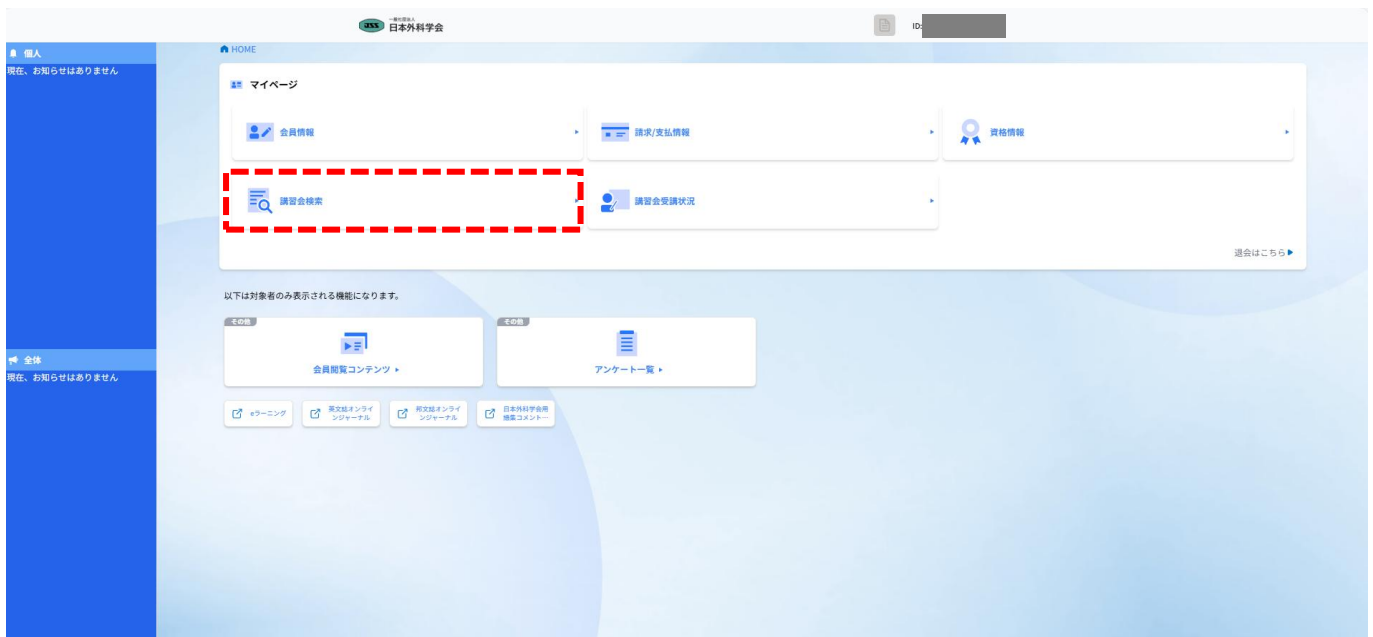 一般社団法人
日本外科学会
ID:
個人
現在、お知らせはありません
HOME
マイページ
会員情報
請求/支払情報
資格情報
講習会検索
講習会受講状況
退会はこちら
以下は対象者のみ表示される機能になります。
その他
会員閲覧コンテンツ
その他
アンケート一覧
全体
現在、お知らせはありません
eラーニング
英文誌オンライ
ンジャーナル
邦文誌オンライ
ンジャーナル
日本外科学会用
語集コメント…